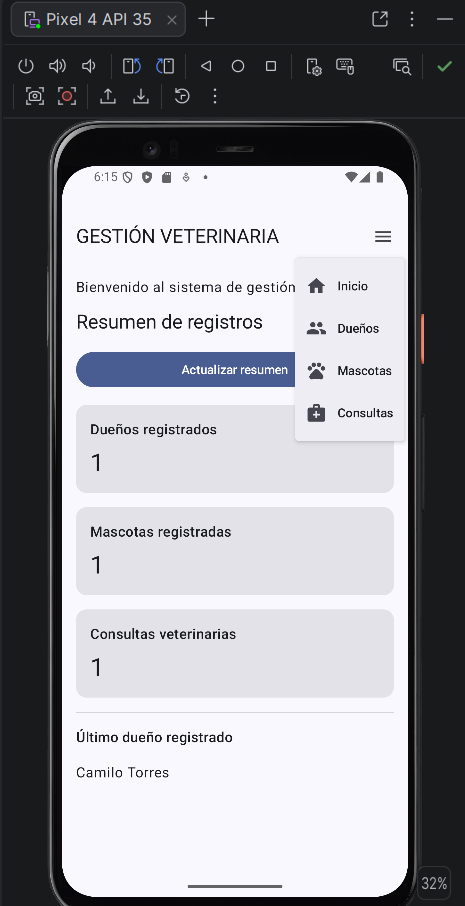 Pixel 4 API 35
6:15
GESTIÓN VETERINARIA
Bienvenido al sistema de gestión
Inicio
Resumen de registros
Dueños
Actualizar resumen
Mascotas
Consultas
Dueños registrados
1
Mascotas registradas
1
Consultas veterinarias
1
Último dueño registrado
Camilo Torres
32%